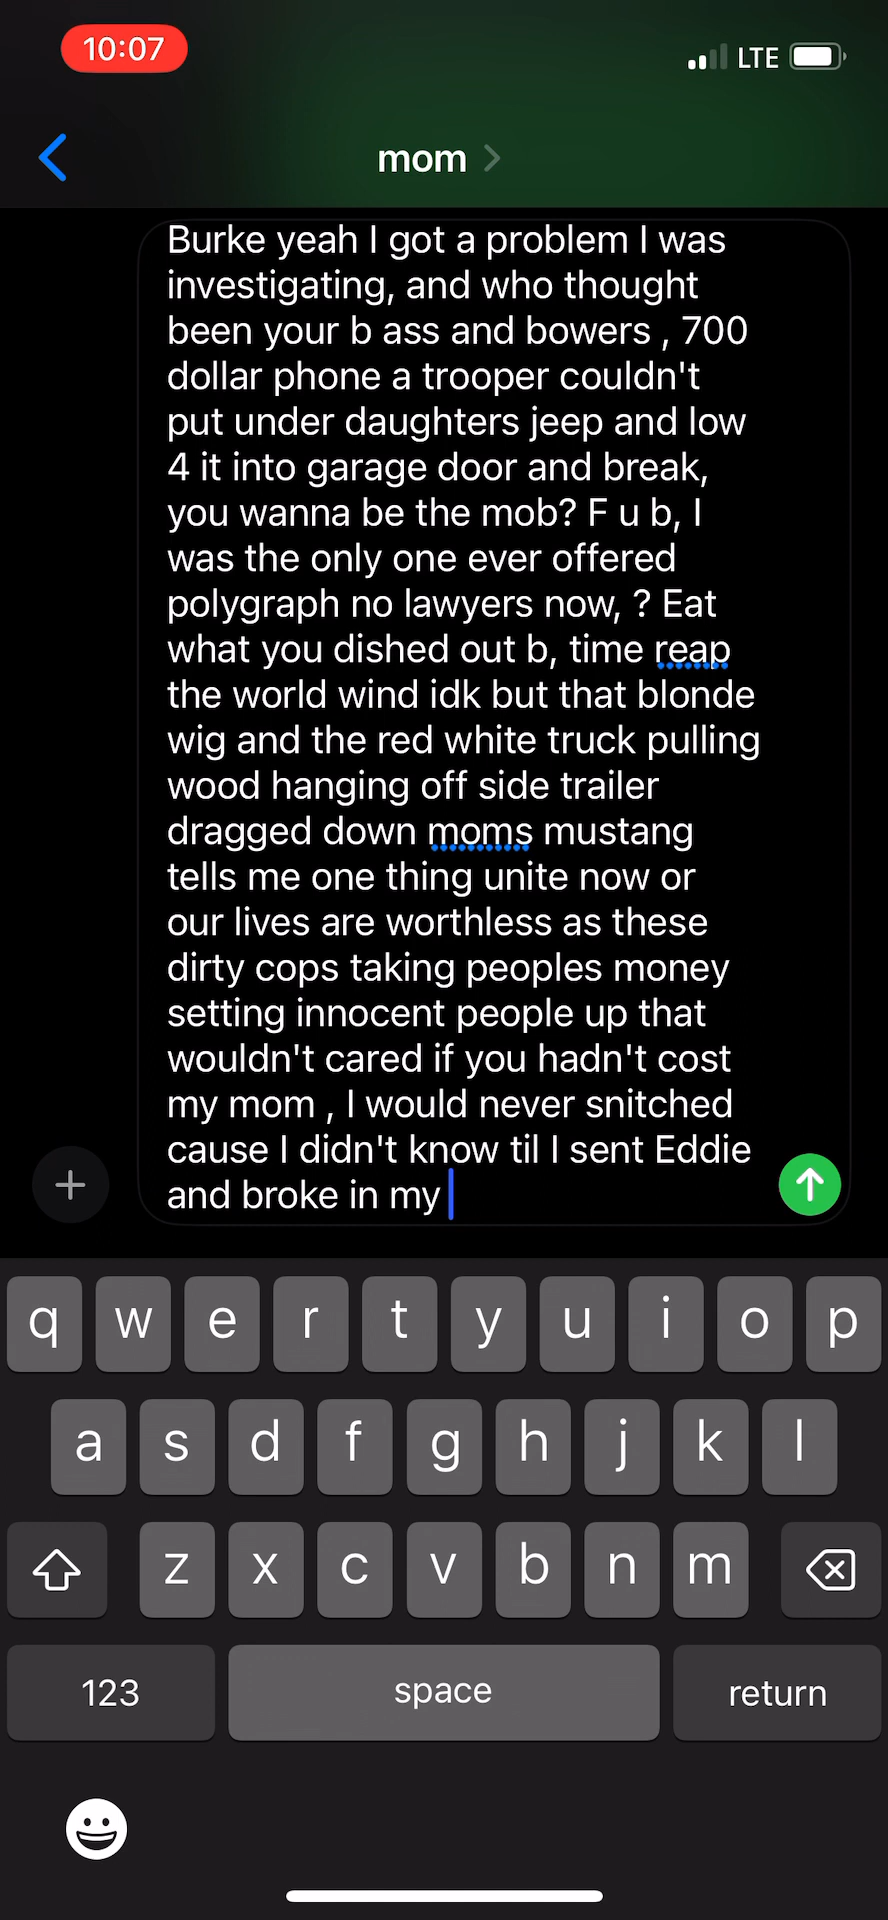 10:07
LTE
mom
Burke yeah I got a problem I was
investigating, and who thought
been your b ass and bowers , 700
dollar phone a trooper couldn't
put under daughters jeep and low
4 it into garage door and break,
you wanna be the mob? F u b, I
was the only one ever offered
polygraph no lawyers now, ? Eat
what you dished out b, time reap
the world wind idk but that blonde
wig and the red white truck pulling
wood hanging off side trailer
dragged down moms mustang
tells me one thing unite now or
our lives are worthless as these
dirty cops taking peoples money
setting innocent people up that
wouldn't cared if you hadn't cost
my mom , I would never snitched
cause I didn't know til I sent Eddie
and broke in my
q w e r t y u i o p
a s d f g h j k l
z x c v b n m
123 space return